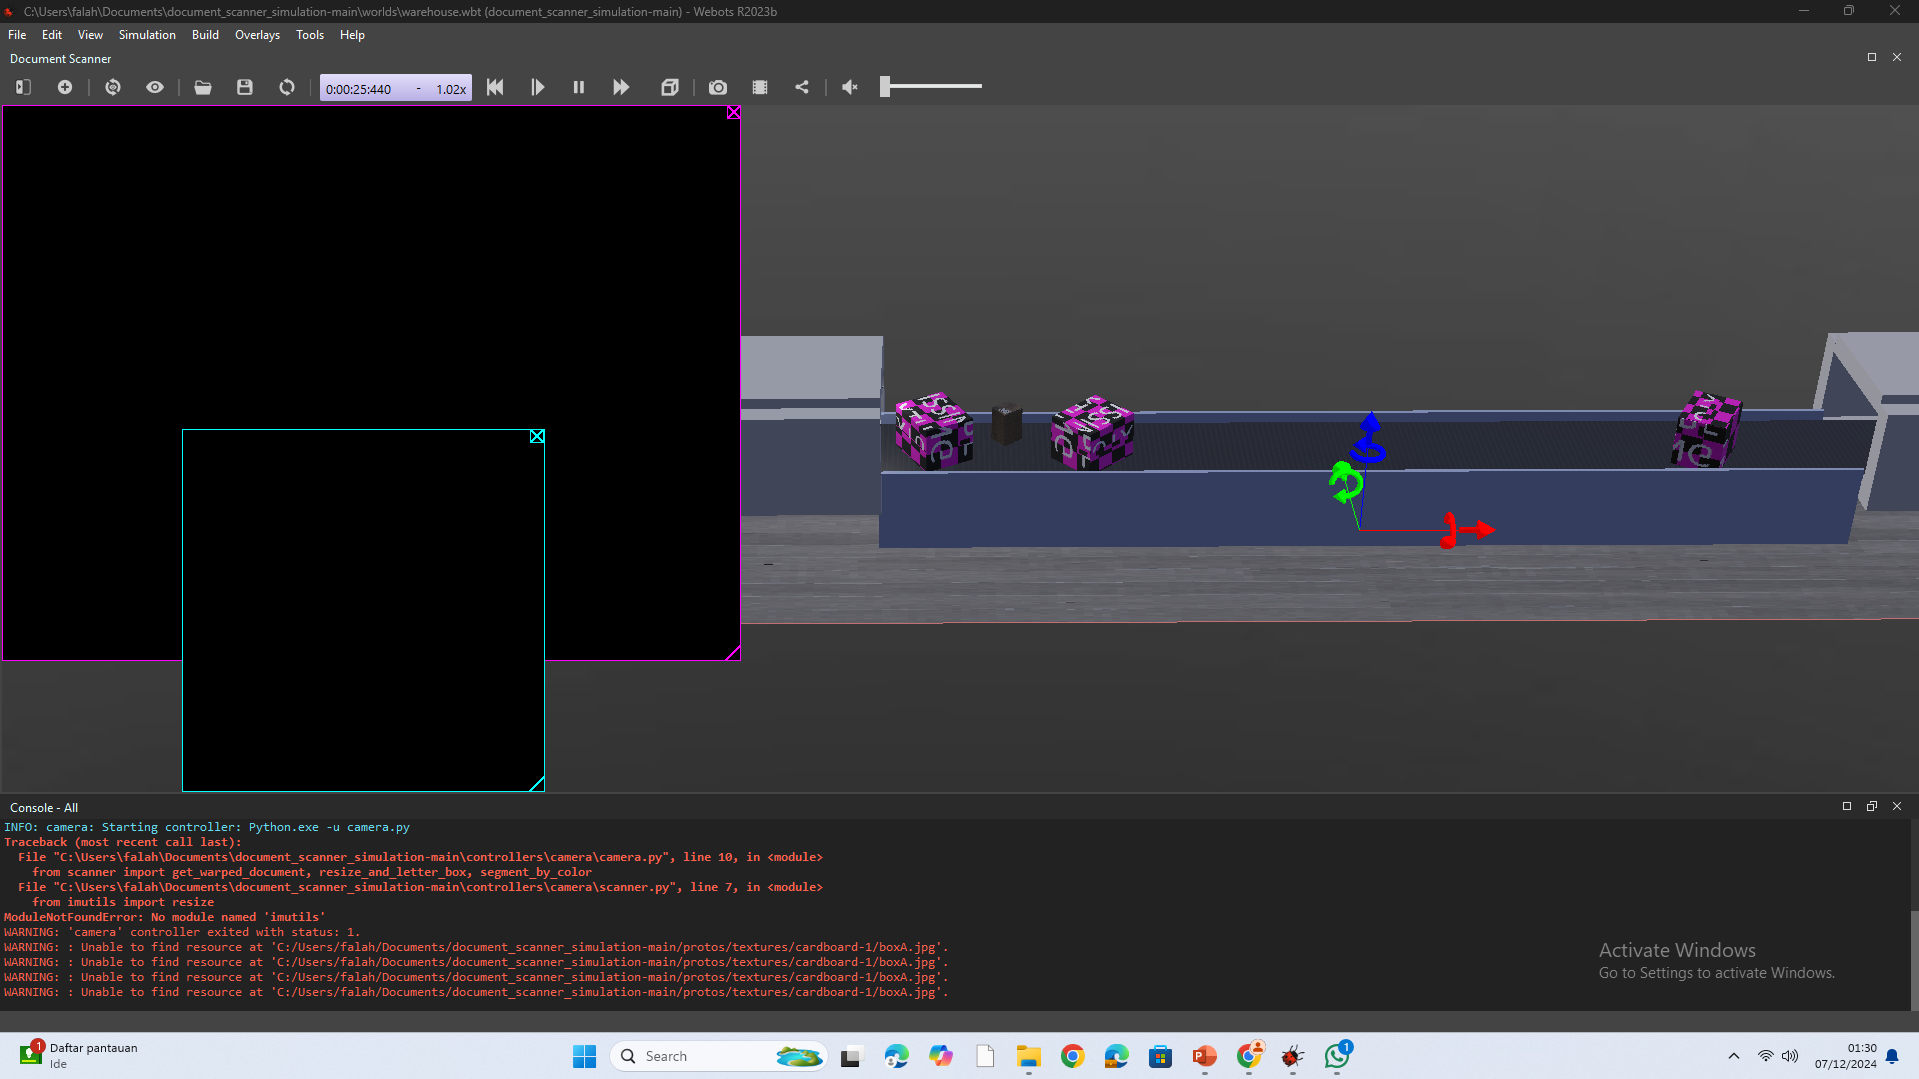 C:\Users\falah\Documents\document_scanner_simulation-main\worlds\warehouse.wbt (document_scanner_simulation-main) - Webots R2023b
File Edit View Simulation Build Overlays Tools Help
Document Scanner
0:00:25:440 - 1.02x
Console - All
INFO: camera: Starting controller: Python.exe -u camera.py
Traceback (most recent call last):
File "C:\Users\falah\Documents\document_scanner_simulation-main\controllers\camera\camera.py", line 10, in <module>
from scanner import get_warped_document, resize_and_letter_box, segment_by_color
File "C:\Users\falah\Documents\document_scanner_simulation-main\controllers\camera\scanner.py", line 7, in <module>
from imutils import resize
ModuleNotFoundError: No module named 'imutils'
WARNING: 'camera' controller exited with status: 1.
WARNING: : Unable to find resource at 'C:/Users/falah/Documents/document_scanner_simulation-main/protos/textures/cardboard-1/boxA.jpg'.
WARNING: : Unable to find resource at 'C:/Users/falah/Documents/document_scanner_simulation-main/protos/textures/cardboard-1/boxA.jpg'.
WARNING: : Unable to find resource at 'C:/Users/falah/Documents/document_scanner_simulation-main/protos/textures/cardboard-1/boxA.jpg'.
WARNING: : Unable to find resource at 'C:/Users/falah/Documents/document_scanner_simulation-main/protos/textures/cardboard-1/boxA.jpg'.
Activate Windows
Go to Settings to activate Windows.
1
Daftar pantauan
Ide
Search
1
01:30
07/12/2024